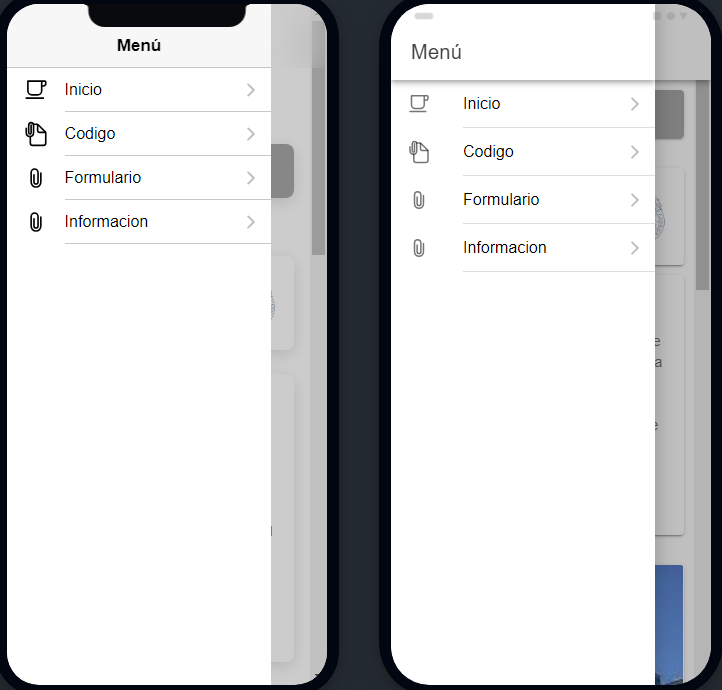 Menú
Inicio
Codigo
Formulario
Informacion
Menú
Inicio
Codigo
Formulario
Informacion
e
a
e